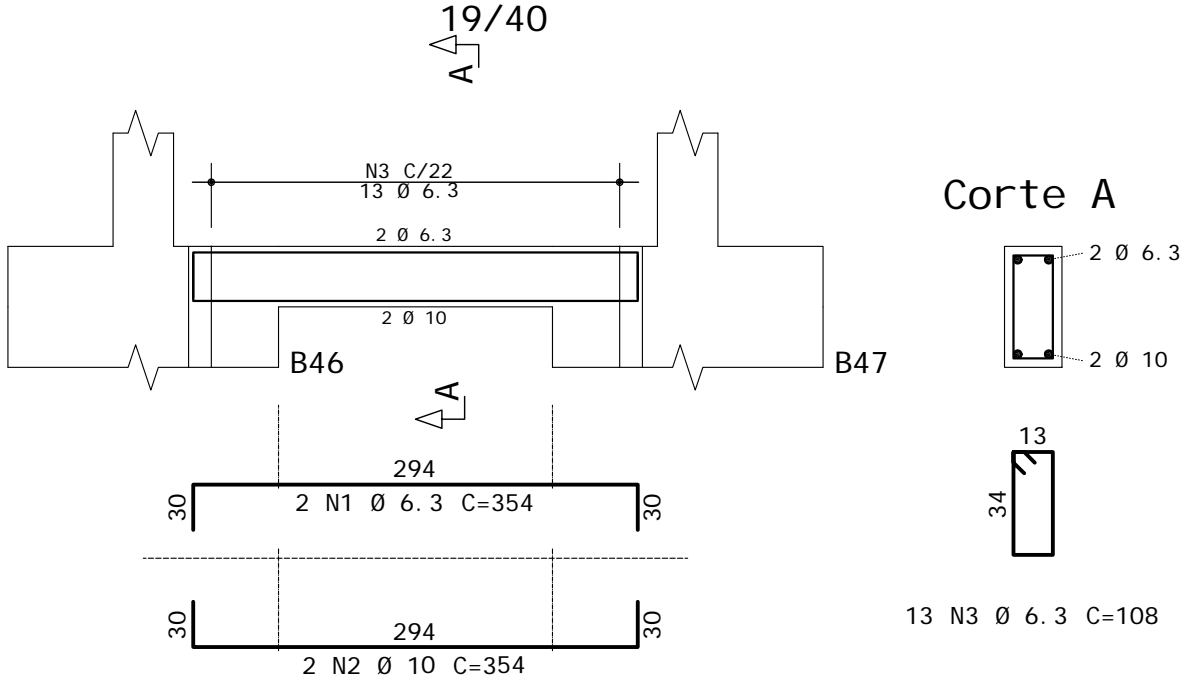 19/40
A
N3 C/22
13 Ø 6.3
2 Ø 6.3
2 Ø 10
B46
B47
A
294
30
2 N1 Ø 6.3 C=354
30
30
294
30
2 N2 Ø 10 C=354
Corte A
2 Ø 6.3
2 Ø 10
13
34
13 N3 Ø 6.3 C=108